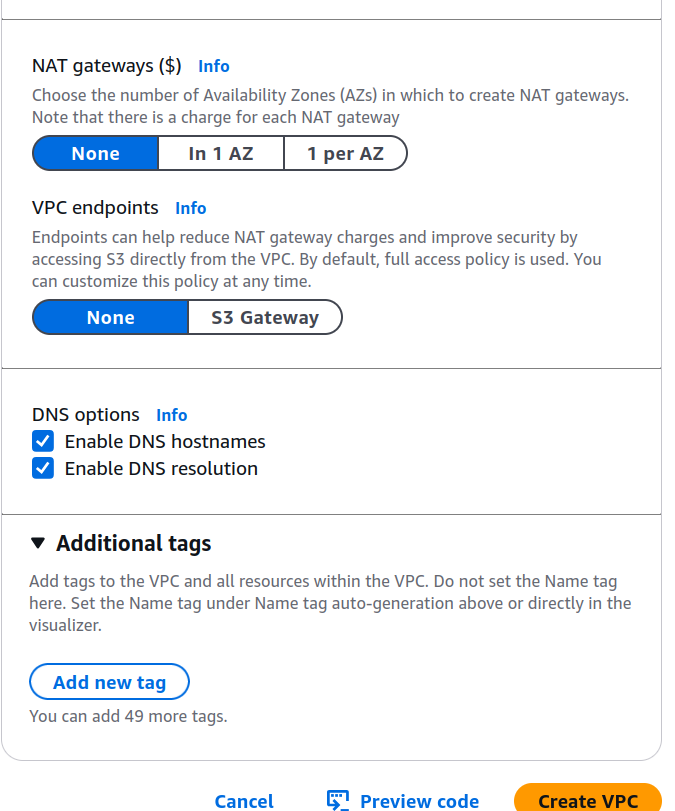 NAT gateways ($) Info
Choose the number of Availability Zones (AZs) in which to create NAT gateways.
Note that there is a charge for each NAT gateway
None In 1 AZ 1 per AZ
VPC endpoints Info
Endpoints can help reduce NAT gateway charges and improve security by
accessing S3 directly from the VPC. By default, full access policy is used. You
can customize this policy at any time.
None S3 Gateway
DNS options Info
Enable DNS hostnames
Enable DNS resolution
Additional tags
Add tags to the VPC and all resources within the VPC. Do not set the Name tag
here. Set the Name tag under Name tag auto-generation above or directly in the
visualizer.
Add new tag
You can add 49 more tags.
Cancel Preview code Create VPC